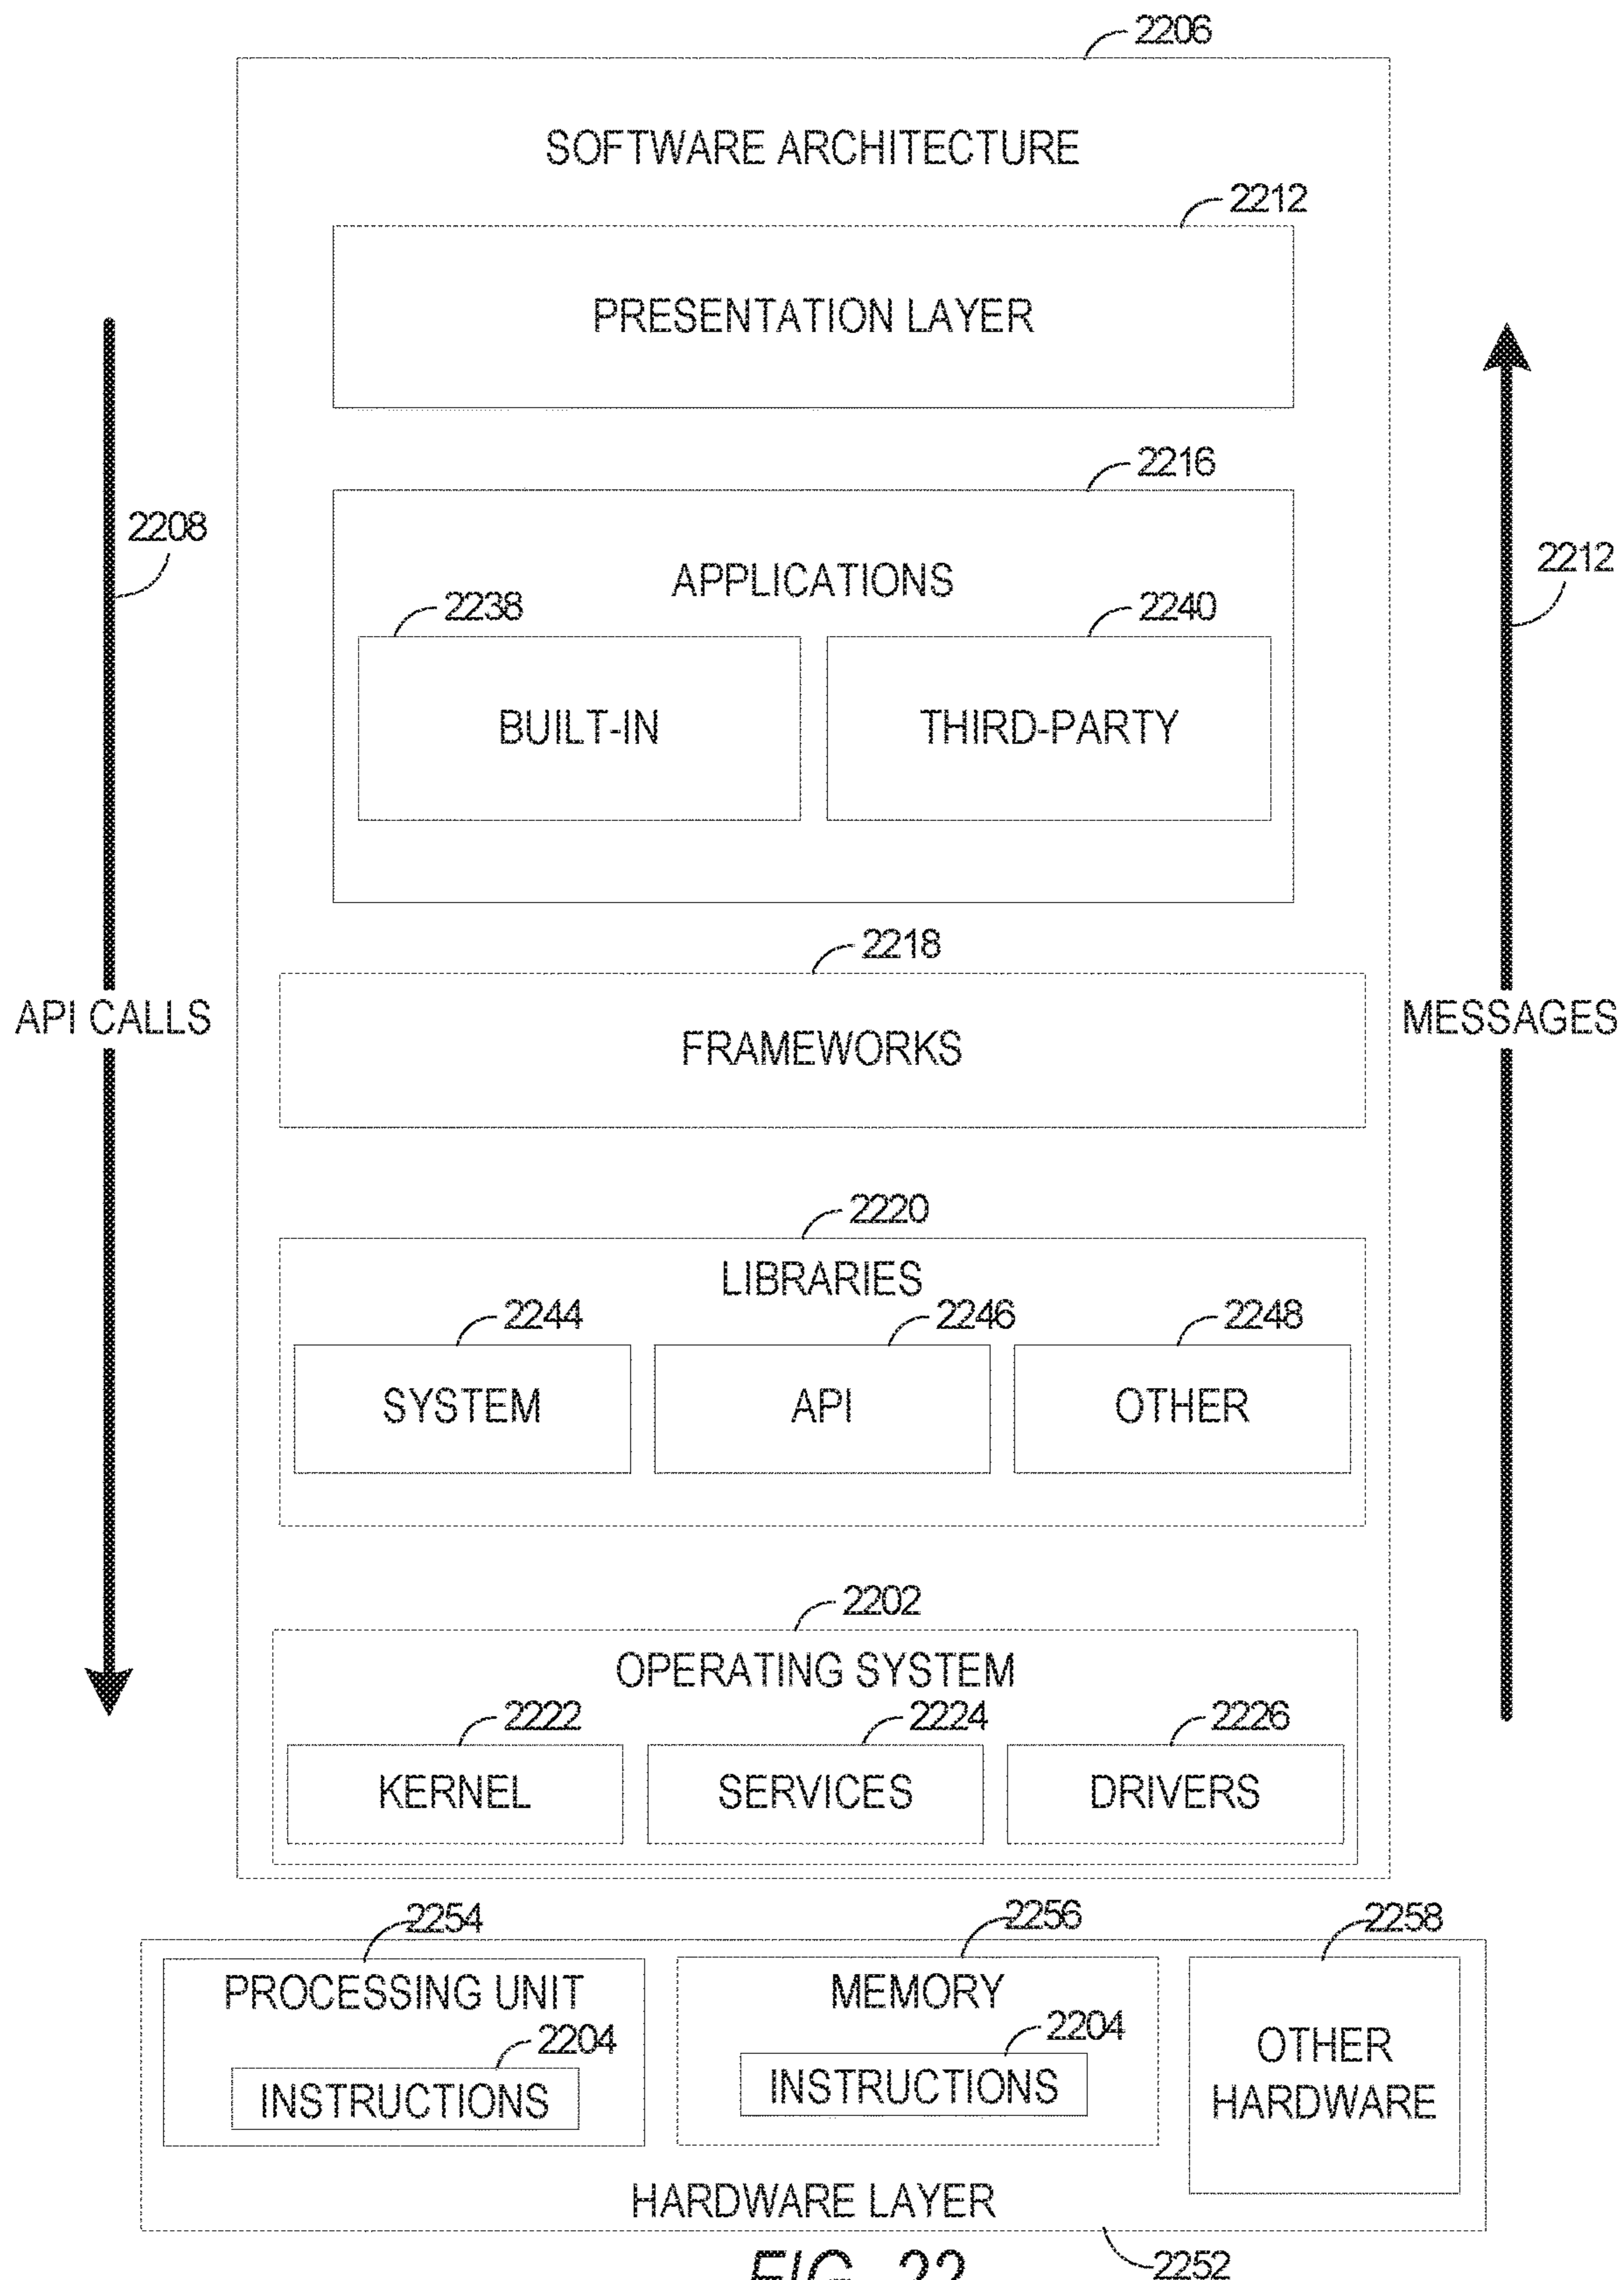 2206
SOFTWARE ARCHITECTURE
2212
PRESENTATION LAYER
2216
2208
2212
APPLICATIONS
2238
2240
BUILT-IN
THIRD-PARTY
2218
API CALLS
MESSAGES
FRAMEWORKS
2220
LIBRARIES
2244
2246
2248
SYSTEM
API
OTHER
2202
OPERATING SYSTEM
2222
2224
2226
KERNEL
SERVICES
DRIVERS
2254
2256
2258
PROCESSING UNIT
MEMORY
2204
2204
OTHER
HARDWARE
INSTRUCTIONS
INSTRUCTIONS
HARDWARE LAYER
2252
FIG. 22